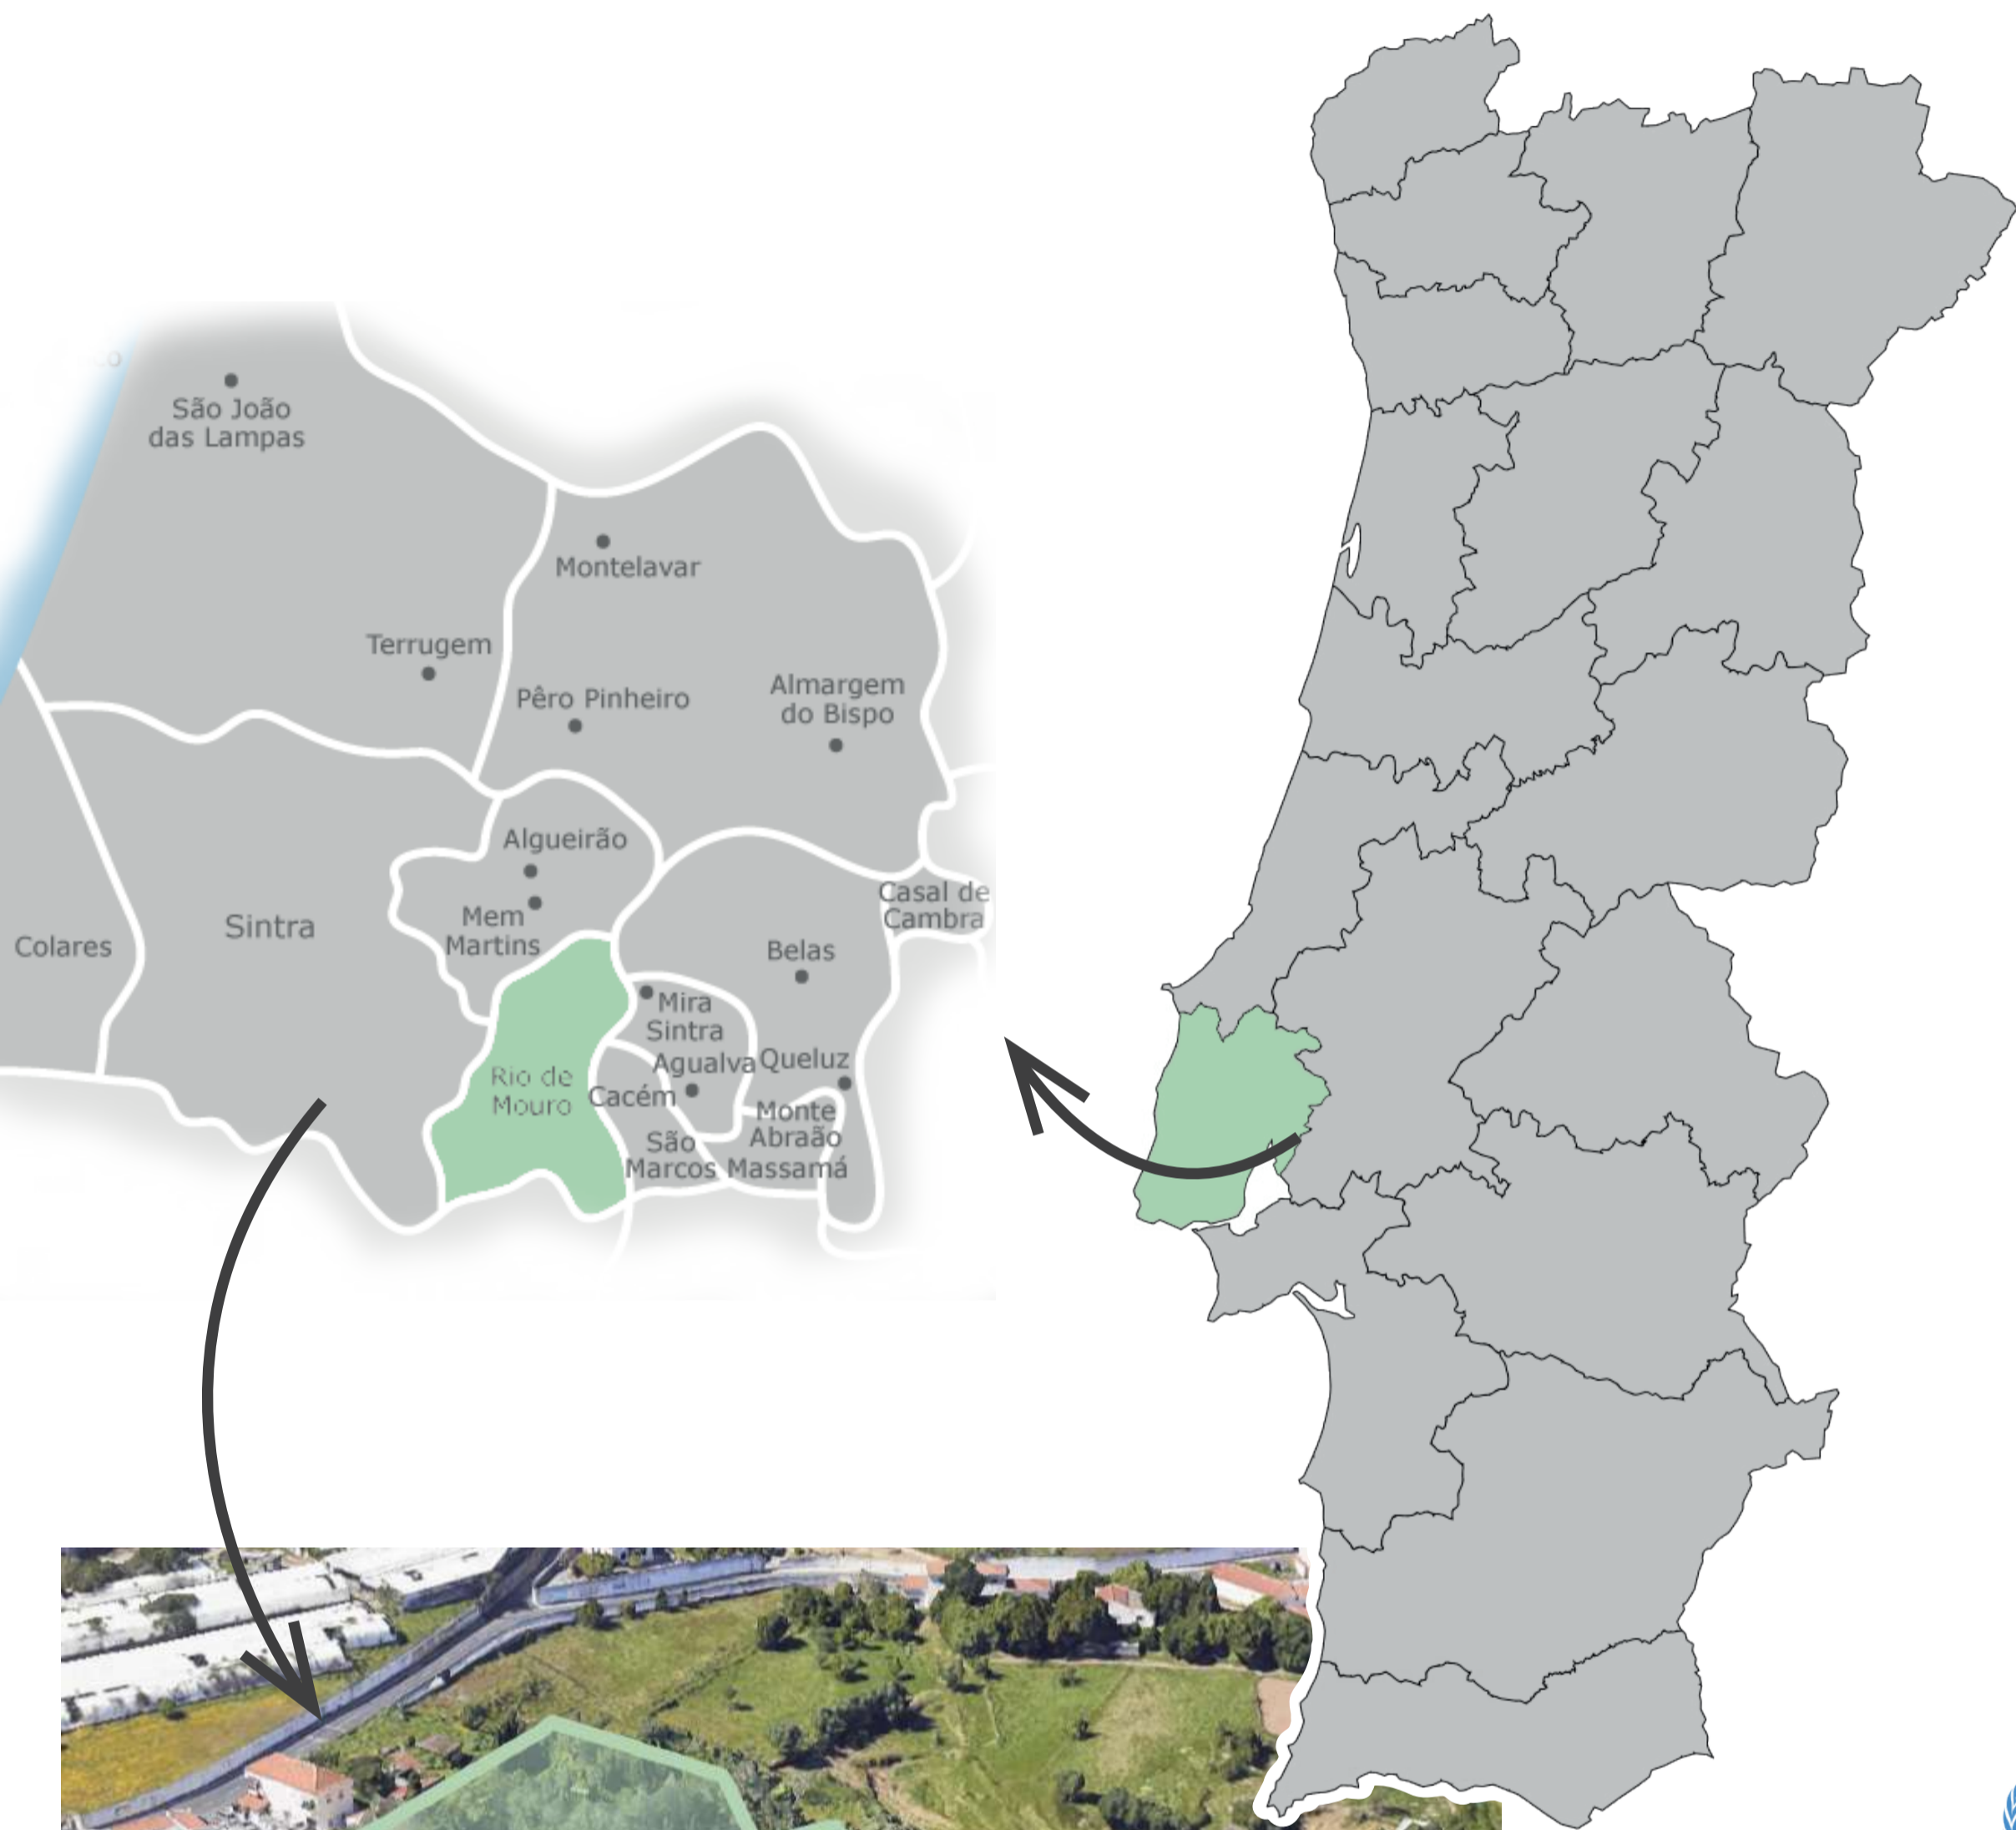 São João
das Lampas
Montelavar
Terrugem
Pêro Pinheiro
Almargem
do Bispo
Algueirão
Mem
Martins
Sintra
Colares
Casal de
Cambra
Belas
Mira
Sintra
Agualva
Queluz
Rio de
Mouro
Cacém
Monte
Abraão
São
Marcos
Massamá